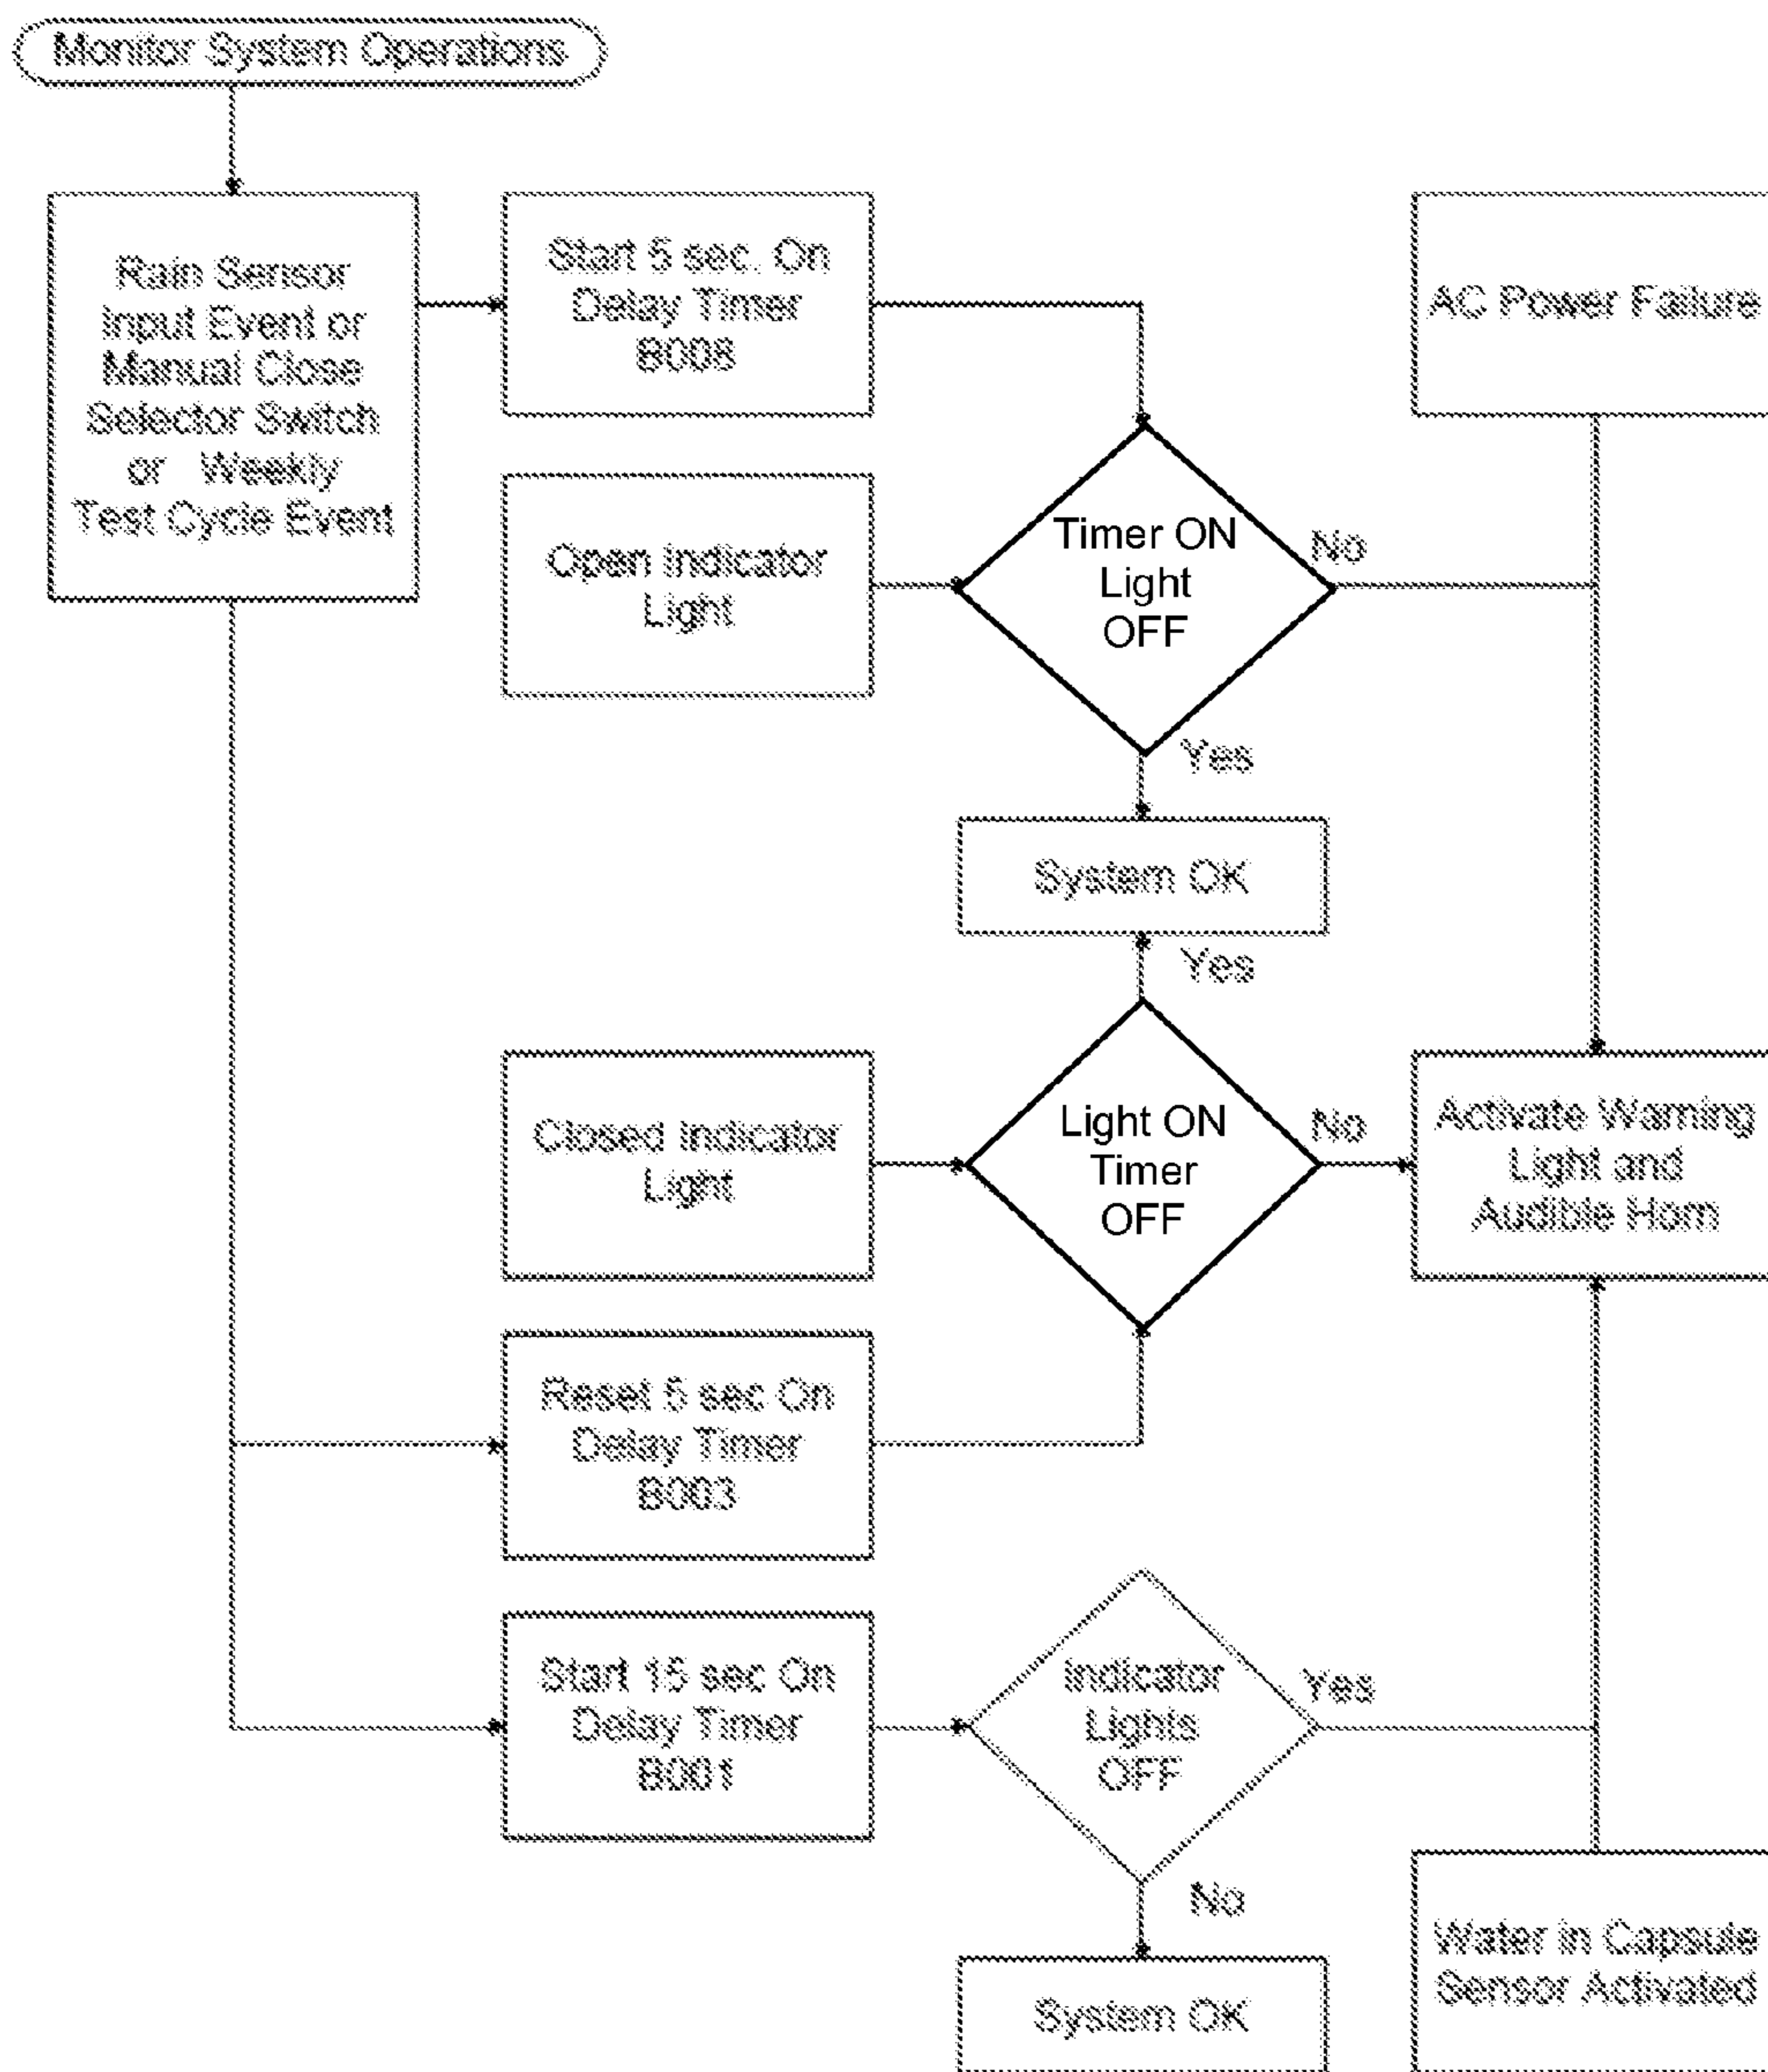 Monitor System Operations
Rain Sensor
Input Event or
Manual Close
Selector Switch
or Weekly
Test Cycle Event
Start 5 sec. On
Delay Timer
B008
AC Power Failure
Open Indicator
Light
Timer ON
Light
OFF
No
Yes
System OK
Yes
Closed Indicator
Light
Light ON
Timer
OFF
No
Activate Warning
Light and
Audible Horn
Reset 5 sec On
Delay Timer
B003
Start 15 sec On
Delay Timer
B001
Indicator
Lights
OFF
Yes
No
System OK
Water in Capsule
Sensor Activated